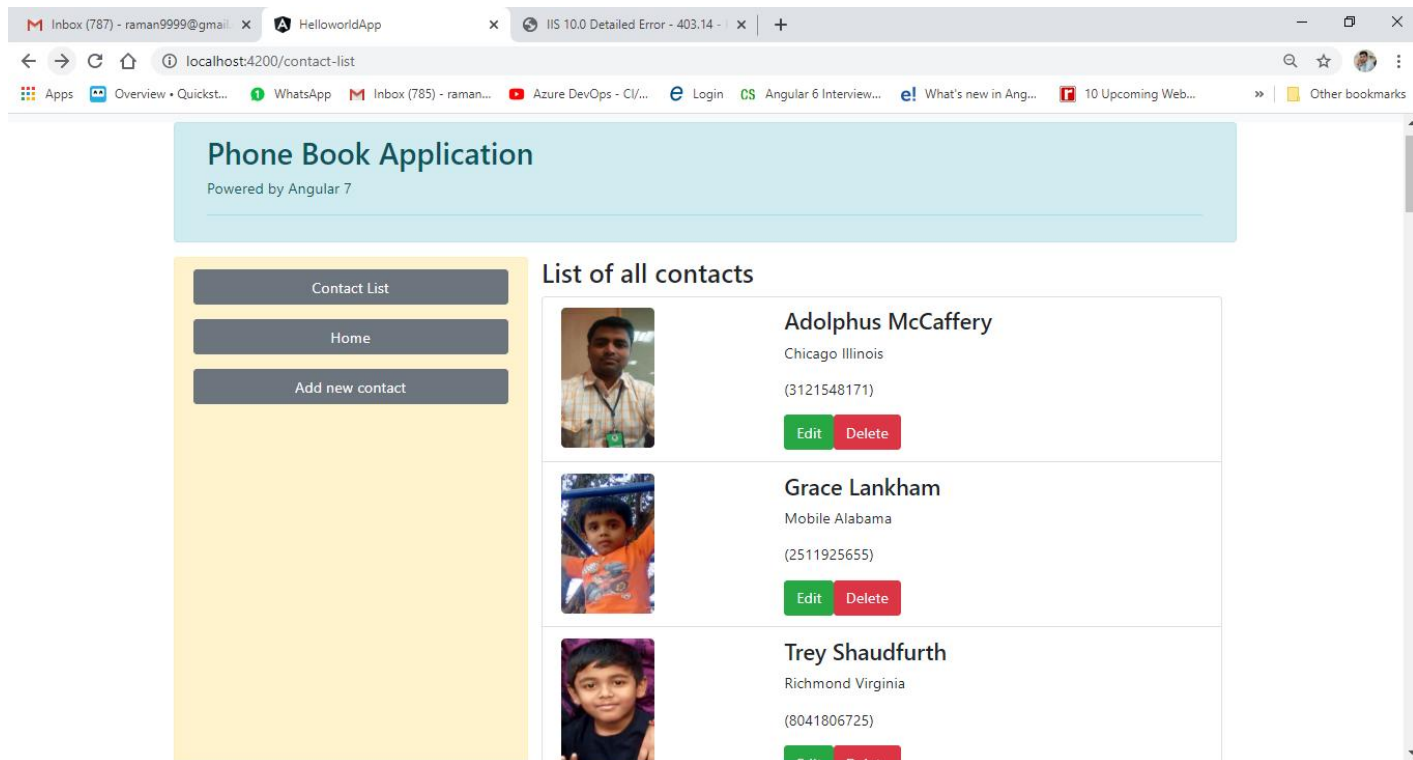 Inbox (787) - raman9999@gmail. HelloworldApp IIS 10.0 Detailed Error - 403.14 -
localhost:4200/contact-list
Apps Overview • Quickst... WhatsApp Inbox (785) - raman... Azure DevOps - CI/... Login CS Angular 6 Interview... e! What's new in Ang... 10 Upcoming Web... » Other bookmarks
Phone Book Application
Powered by Angular 7
Contact List
Home
Add new contact
List of all contacts
Adolphus McCaffery
Chicago Illinois
(3121548171)
Edit Delete
Grace Lankham
Mobile Alabama
(2511925655)
Edit Delete
Trey Shaudfurth
Richmond Virginia
(8041806725)